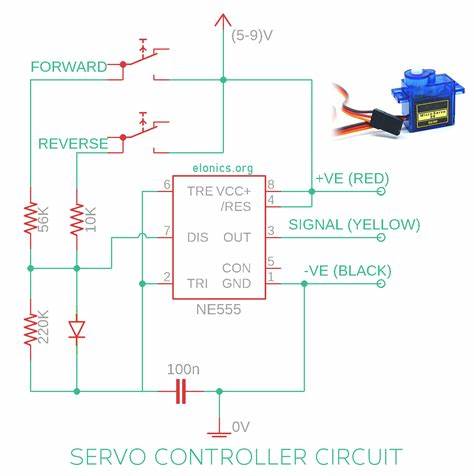 (5-9)V
FORWARD
REVERSE
elonics.org
6 TRE VCC+ 8
/RES 4
+VE (RED)
7 DIS OUT 3
SIGNAL (YELLOW)
CON 5
2 TRI GND 1
-VE (BLACK)
NE555
56K
10K
220K
100n
0V
SERVO CONTROLLER CIRCUIT